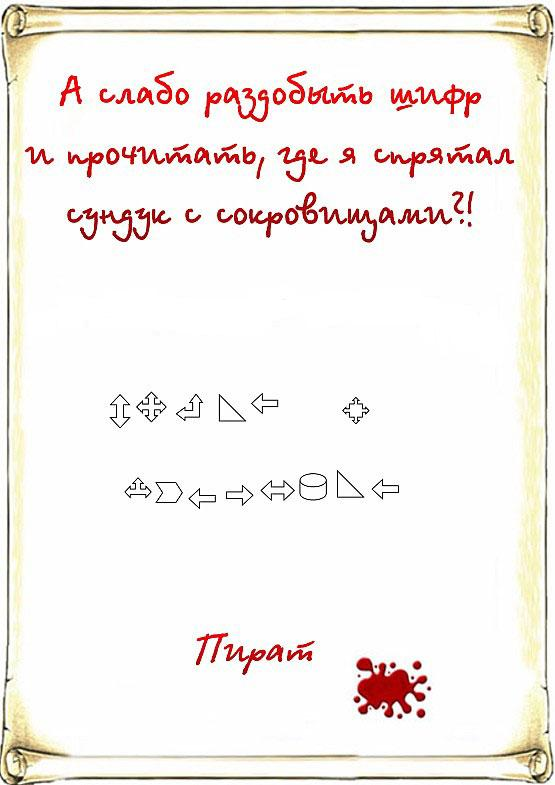 А слабо раздобыть шифр
и прочитать, где я спрятал
сундук с сокровищами?!
Пират